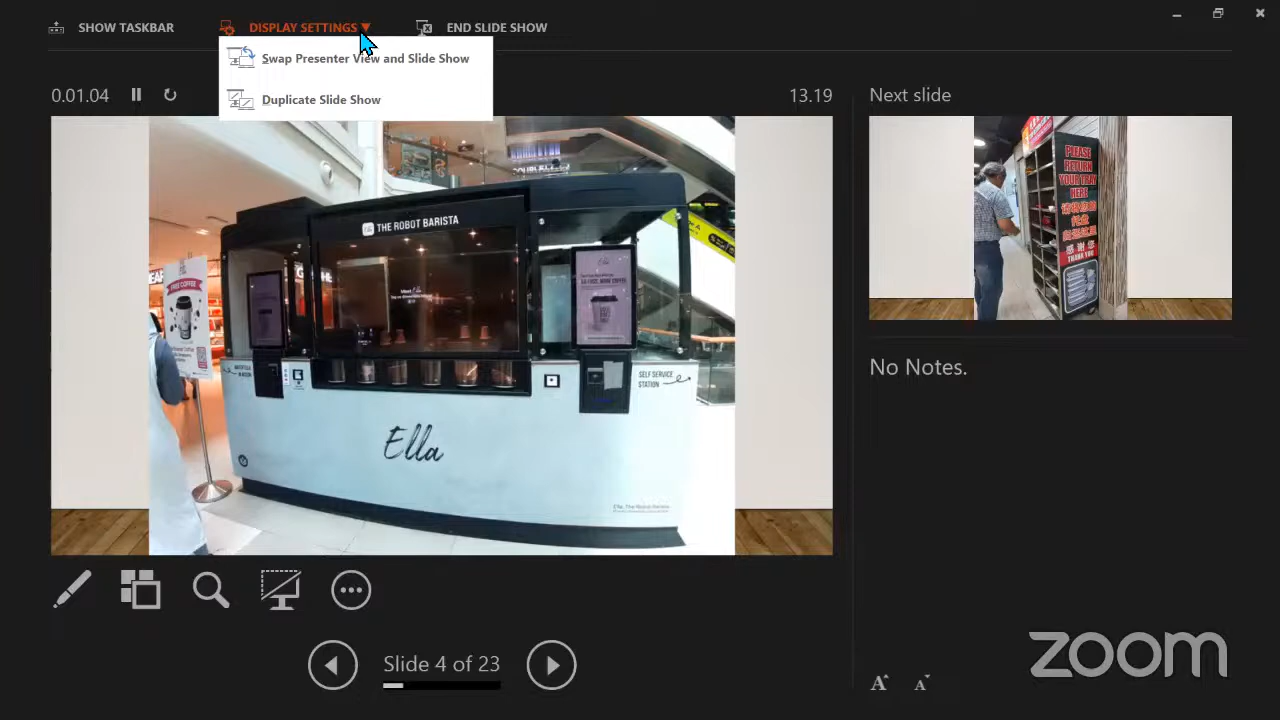 SHOW TASKBAR
DISPLAY SETTINGS ▼
END SLIDE SHOW
Swap Presenter View and Slide Show
Duplicate Slide Show
0.01.04
13.19
Next slide
THE ROBOT BARISTA
FREE COFFEE
SELF SERVICE
STATION
Ella
PLEASE
RETURN
YOUR TRAY
HERE
THANK YOU
No Notes.
Slide 4 of 23
A
A
zoom